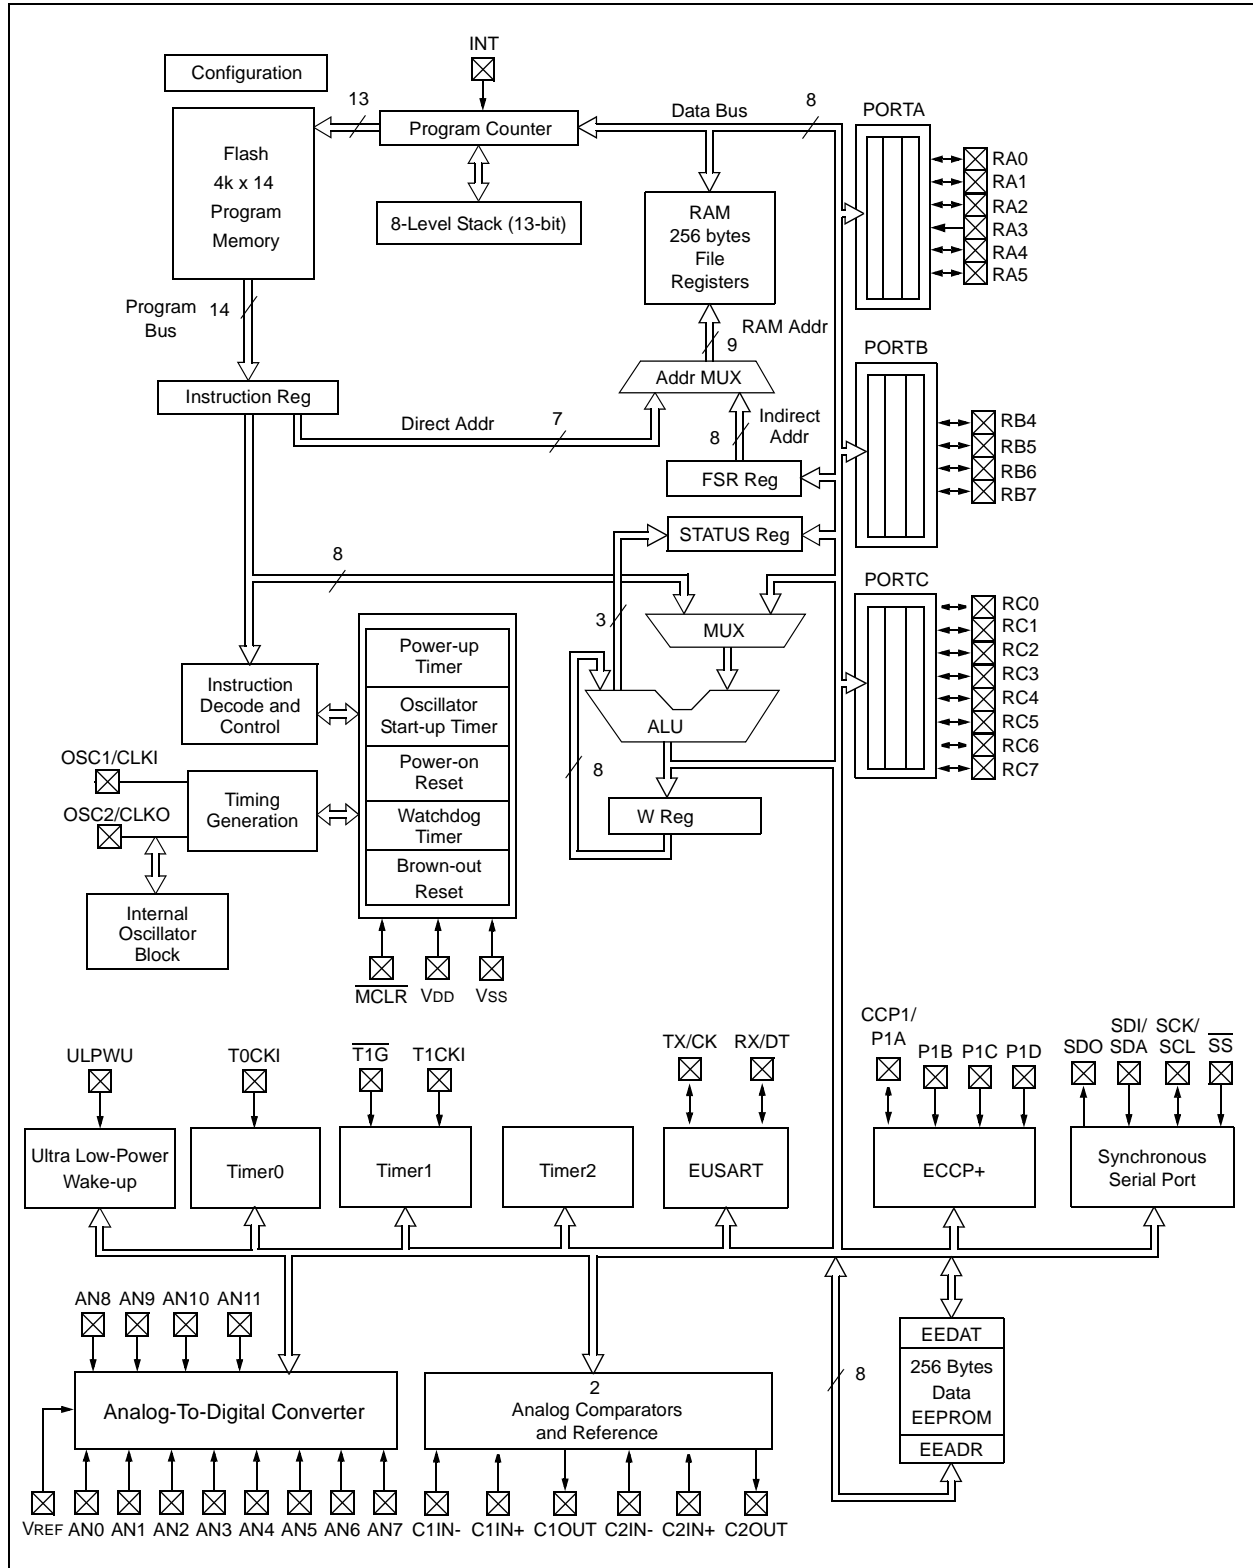 INT
Configuration
13
Program Counter
Data Bus
8
PORTA
Flash
4k x 14
Program
Memory
8-Level Stack (13-bit)
RAM
256 bytes
File
Registers
RA0
RA1
RA2
RA3
RA4
RA5
Program
Bus
14
RAM Addr
9
PORTB
Addr MUX
Instruction Reg
Direct Addr
7
Indirect
Addr
8
FSR Reg
RB4
RB5
RB6
RB7
STATUS Reg
8
PORTC
3
MUX
RC0
RC1
RC2
RC3
RC4
RC5
RC6
RC7
Power-up
Timer
Oscillator
Start-up Timer
Power-on
Reset
Watchdog
Timer
Brown-out
Reset
Instruction
Decode and
Control
ALU
8
W Reg
OSC1/CLKI
OSC2/CLKO
Timing
Generation
Internal
Oscillator
Block
MCLR
VDD
VSS
ULPWU
T0CKI
T1G
T1CKI
TX/CK
RX/DT
CCP1/
P1A
P1B
P1C
P1D
SDO
SDI/
SDA
SCK/
SCL
SS
Ultra Low-Power
Wake-up
Timer0
Timer1
Timer2
EUSART
ECCP+
Synchronous
Serial Port
AN8
AN9
AN10
AN11
Analog-To-Digital Converter
2
Analog Comparators
and Reference
8
EEDAT
256 Bytes
Data
EEPROM
EEADR
VREF
AN0
AN1
AN2
AN3
AN4
AN5
AN6
AN7
C1IN-
C1IN+
C1OUT
C2IN-
C2IN+
C2OUT